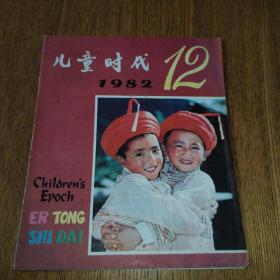 儿童时代 12
1982
Children's
Epoch
ER TONG
SHI DAI